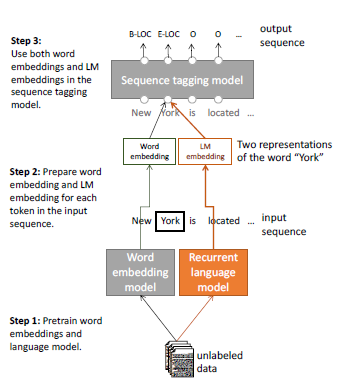 B-LOC E-LOC O O ... output
sequence
Step 3:
Use both word
embeddings and LM
embeddings in the
sequence tagging
model.
Sequence tagging model
New York is located ...
Word
embedding
LM
embedding
Two representations
of the word “York”
Step 2: Prepare word
embedding and LM
embedding for each
token in the input
sequence.
New York is located ... input
sequence
Word
embedding
model
Recurrent
language
model
Step 1: Pretrain word
embeddings and
language model.
unlabeled
data